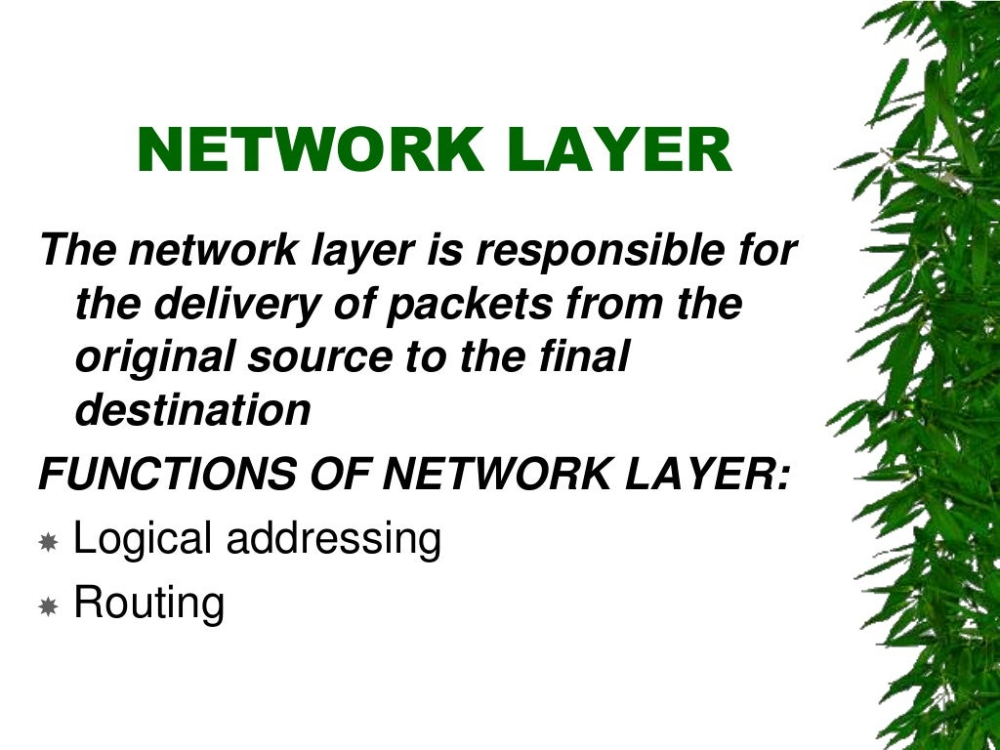 NETWORK LAYER
The network layer is responsible for
the delivery of packets from the
original source to the final
destination
FUNCTIONS OF NETWORK LAYER:
Logical addressing
Routing